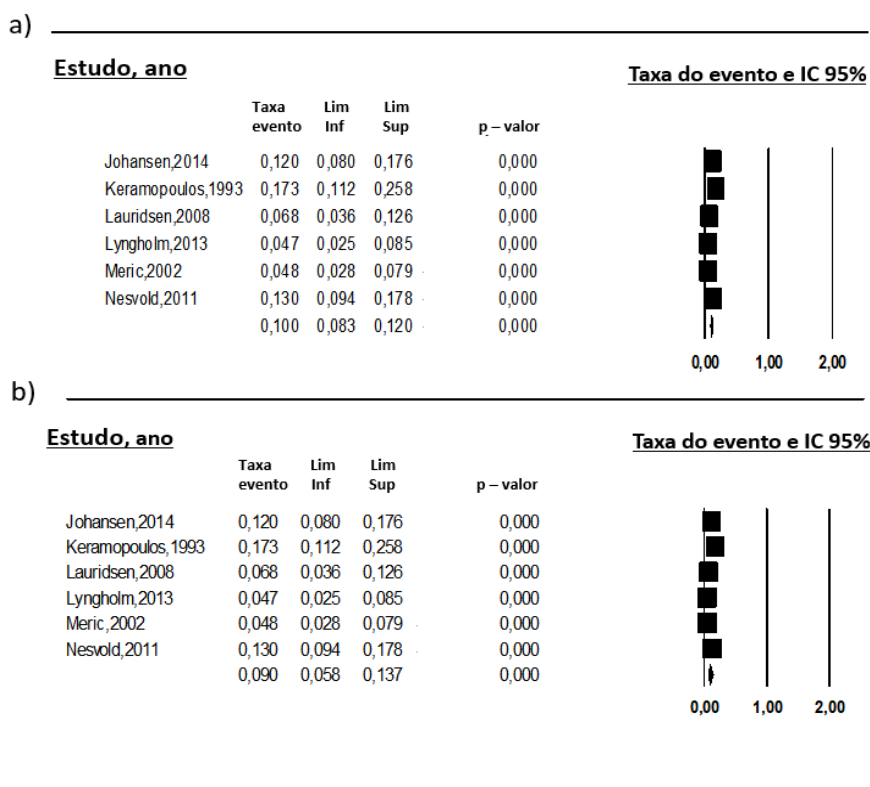 a)
Estudo, ano
Taxa do evento e IC 95%
Taxa Lim Lim
evento Inf Sup p – valor
Johansen,2014 0,120 0,080 0,176 0,000
Keramopoulos,1993 0,173 0,112 0,258 0,000
Lauridsen,2008 0,068 0,036 0,126 0,000
Lyngholm,2013 0,047 0,025 0,085 0,000
Meric,2002 0,048 0,028 0,079 0,000
Nesvold,2011 0,130 0,094 0,178 0,000
0,100 0,083 0,120 0,000
0,00 1,00 2,00
b)
Estudo, ano
Taxa do evento e IC 95%
Taxa Lim Lim
evento Inf Sup p – valor
Johansen,2014 0,120 0,080 0,176 0,000
Keramopoulos,1993 0,173 0,112 0,258 0,000
Lauridsen,2008 0,068 0,036 0,126 0,000
Lyngholm,2013 0,047 0,025 0,085 0,000
Meric,2002 0,048 0,028 0,079 0,000
Nesvold,2011 0,130 0,094 0,178 0,000
0,090 0,058 0,137 0,000
0,00 1,00 2,00